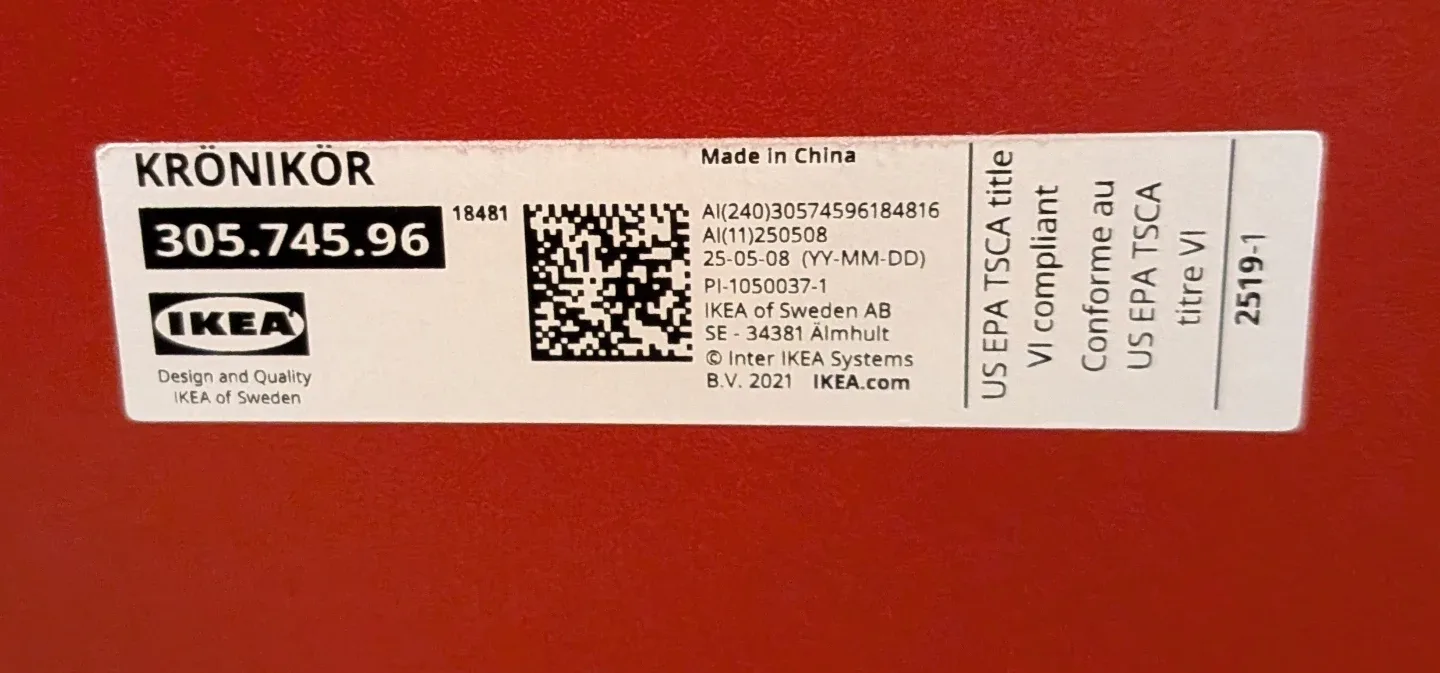 KRÖNIKÖR
305.745.96
18481
IKEA
Design and Quality
IKEA of Sweden
Made in China
AI(240)30574596184816
AI(11)250508
25-05-08 (YY-MM-DD)
PI-1050037-1
IKEA of Sweden AB
SE - 34381 Älmhult
© Inter IKEA Systems
B.V. 2021 IKEA.com
US EPA TSCA title
VI compliant
Conforme au
US EPA TSCA
titre VI
2519-1